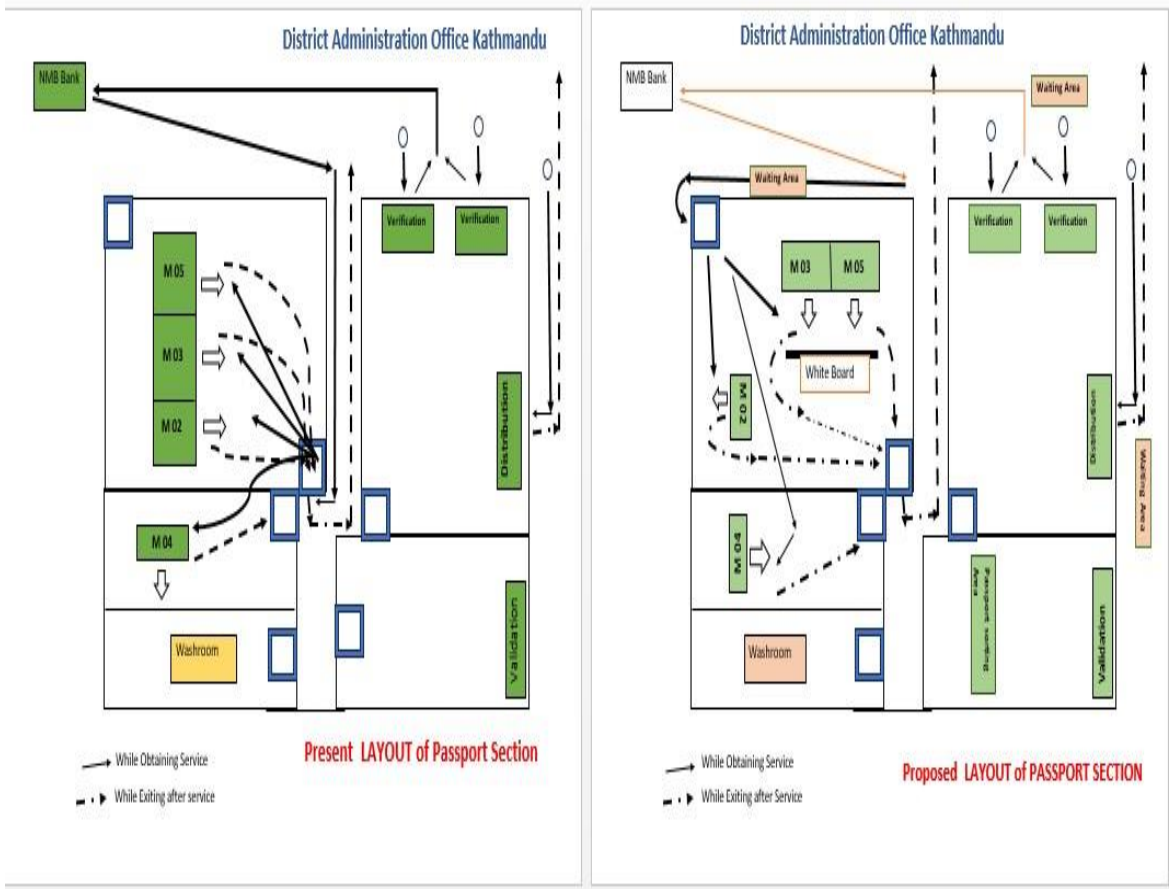 District Administration Office Kathmandu
NMB Bank
Verification
Verification
M 05
M 03
M 02
Distribution
M 04
Validation
Washroom
Present LAYOUT of Passport Section
While Obtaining Service
While Exiting after service
District Administration Office Kathmandu
NMB Bank
Waiting Area
Waiting Area
Verification
Verification
M 03
M 05
White Board
M 02
Distribution
Waiting Area
M 04
Passport sorting
Area
Validation
Washroom
While Obtaining Service
Proposed LAYOUT of PASSPORT SECTION
While Exiting after Service